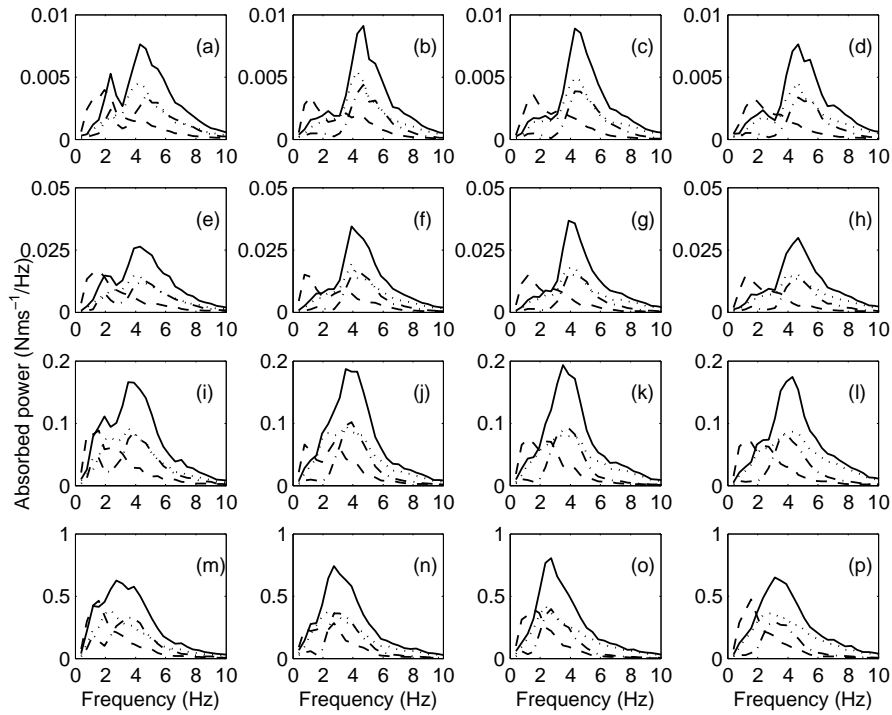 0.01 0.01 0.01 0.01
(a) (b) (c) (d)
0.005 0.005 0.005 0.005
0 0 0 0
0 2 4 6 8 10 0 2 4 6 8 10 0 2 4 6 8 10 0 2 4 6 8 10
0.05 0.05 0.05 0.05
(e) (f) (g) (h)
0.025 0.025 0.025 0.025
0 0 0 0
0 2 4 6 8 10 0 2 4 6 8 10 0 2 4 6 8 10 0 2 4 6 8 10
Absorbed power (Nms⁻¹/Hz)
0.2 0.2 0.2 0.2
(i) (j) (k) (l)
0.1 0.1 0.1 0.1
0 0 0 0
0 2 4 6 8 10 0 2 4 6 8 10 0 2 4 6 8 10 0 2 4 6 8 10
1 1 1 1
(m) (n) (o) (p)
0.5 0.5 0.5 0.5
0 0 0 0
0 2 4 6 8 10 0 2 4 6 8 10 0 2 4 6 8 10 0 2 4 6 8 10
Frequency (Hz) Frequency (Hz) Frequency (Hz) Frequency (Hz)